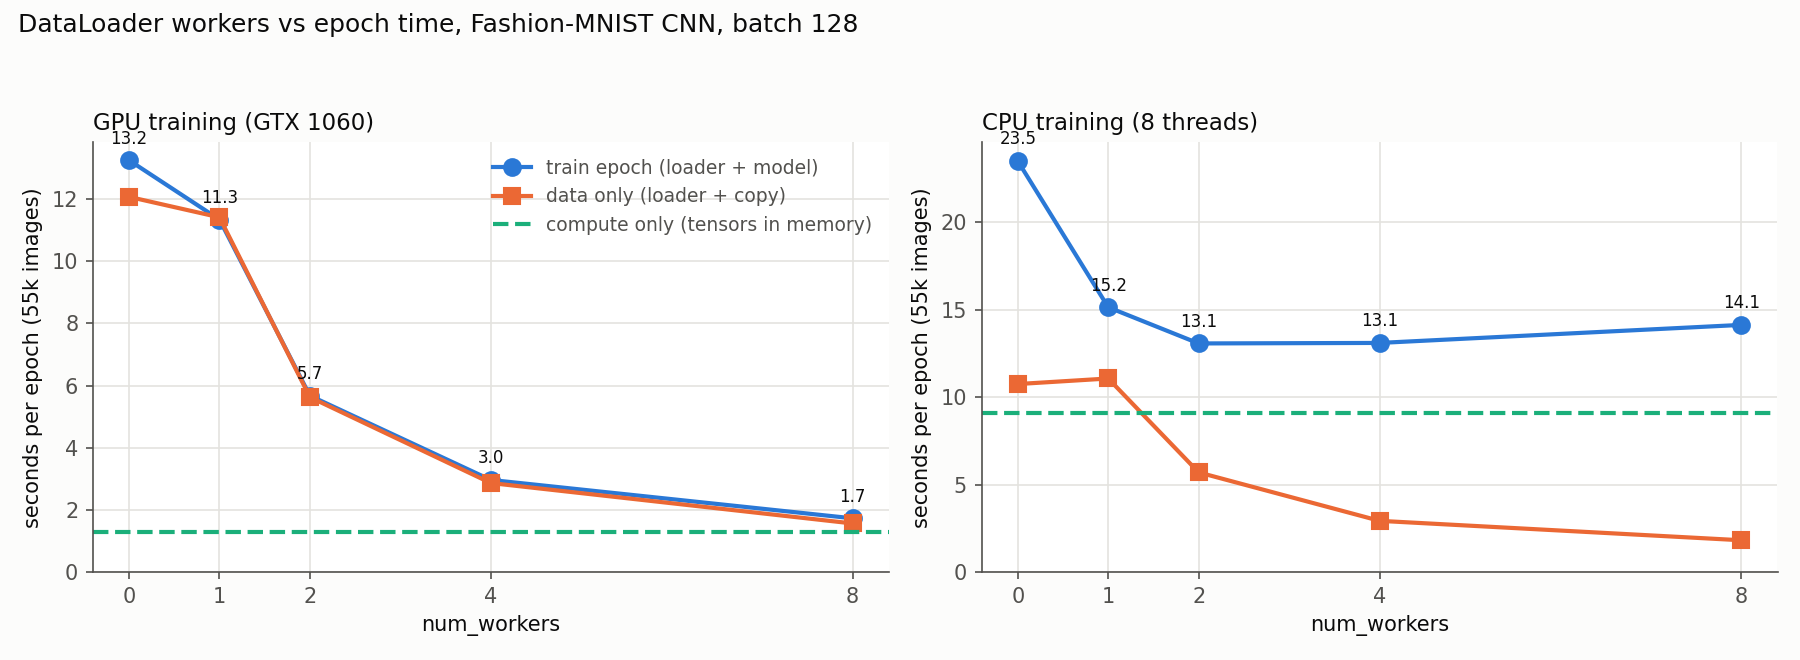 DataLoader workers vs epoch time, Fashion-MNIST CNN, batch 128
GPU training (GTX 1060)
13.2
11.3
5.7
3.0
1.7
train epoch (loader + model)
data only (loader + copy)
compute only (tensors in memory)
seconds per epoch (55k images)
12
10
8
6
4
2
0
0 1 2 4 8
num_workers
CPU training (8 threads)
23.5
15.2
13.1
13.1
14.1
seconds per epoch (55k images)
20
15
10
5
0
0 1 2 4 8
num_workers